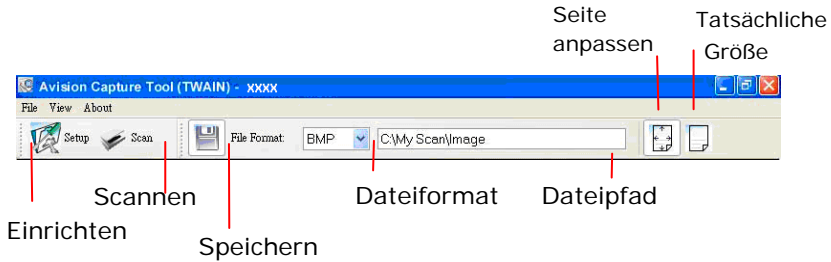 Seite
anpassen
Tatsächliche
Größe
Avision Capture Tool (TWAIN) - xxxx
File View About
Setup Scan File Format: BMP C:\My Scan\Image
Scannen
Dateiformat
Dateipfad
Einrichten
Speichern